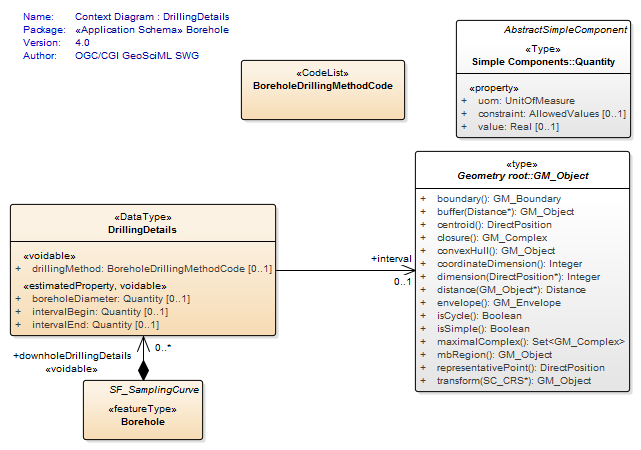 Name: Context Diagram : DrillingDetails
Package: «Application Schema» Borehole
Version: 4.0
Author: OGC/CGI GeoSciML SWG
«CodeList»
BoreholeDrillingMethodCode
AbstractSimpleComponent
«Type»
Simple Components::Quantity
«property»
+ uom: UnitOfMeasure
+ constraint: AllowedValues [0..1]
+ value: Real [0..1]
«type»
Geometry root::GM_Object
+ boundary(): GM_Boundary
+ buffer(Distance*): GM_Object
+ centroid(): DirectPosition
+ closure(): GM_Complex
+ convexHull(): GM_Object
+ coordinateDimension(): Integer
+ dimension(DirectPosition*): Integer
+ distance(GM_Object*): Distance
+ envelope(): GM_Envelope
+ isCycle(): Boolean
+ isSimple(): Boolean
+ maximalComplex(): Set<GM_Complex>
+ mbRegion(): GM_Object
+ representativePoint(): DirectPosition
+ transform(SC_CRS*): GM_Object
«DataType»
DrillingDetails
«voidable»
+ drillingMethod: BoreholeDrillingMethodCode [0..1]
«estimatedProperty, voidable»
+ boreholeDiameter: Quantity [0..1]
+ intervalBegin: Quantity [0..1]
+ intervalEnd: Quantity [0..1]
+interval
0..1
0..*
+downholeDrillingDetails
«voidable»
SF_SamplingCurve
«featureType»
Borehole